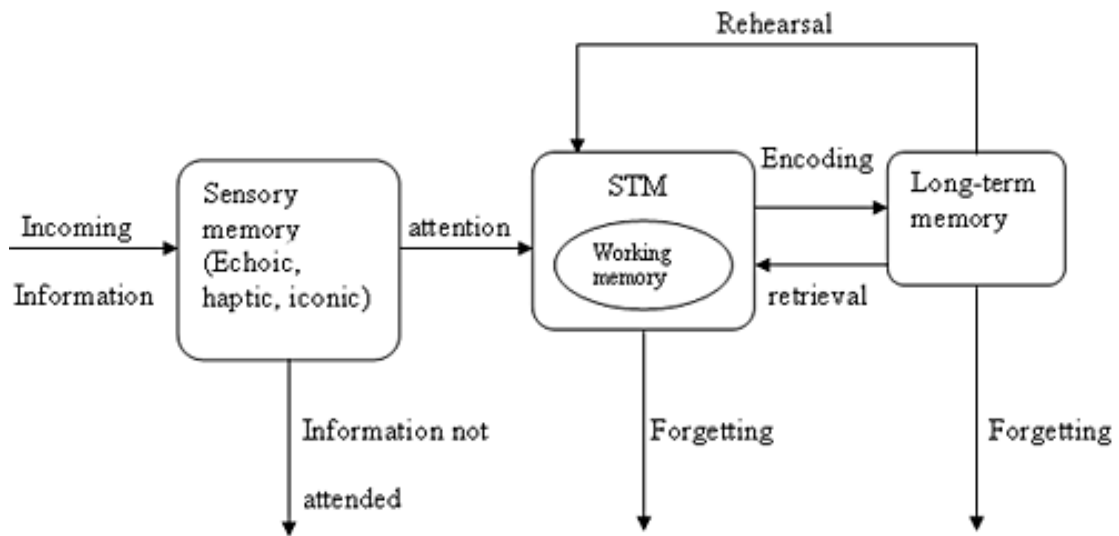 Rehearsal
Sensory
memory
(Echoic,
haptic, iconic)
STM
Encoding
Long-term
memory
Incoming
attention
Working
memory
Information
retrieval
Information not
Forgetting
Forgetting
attended